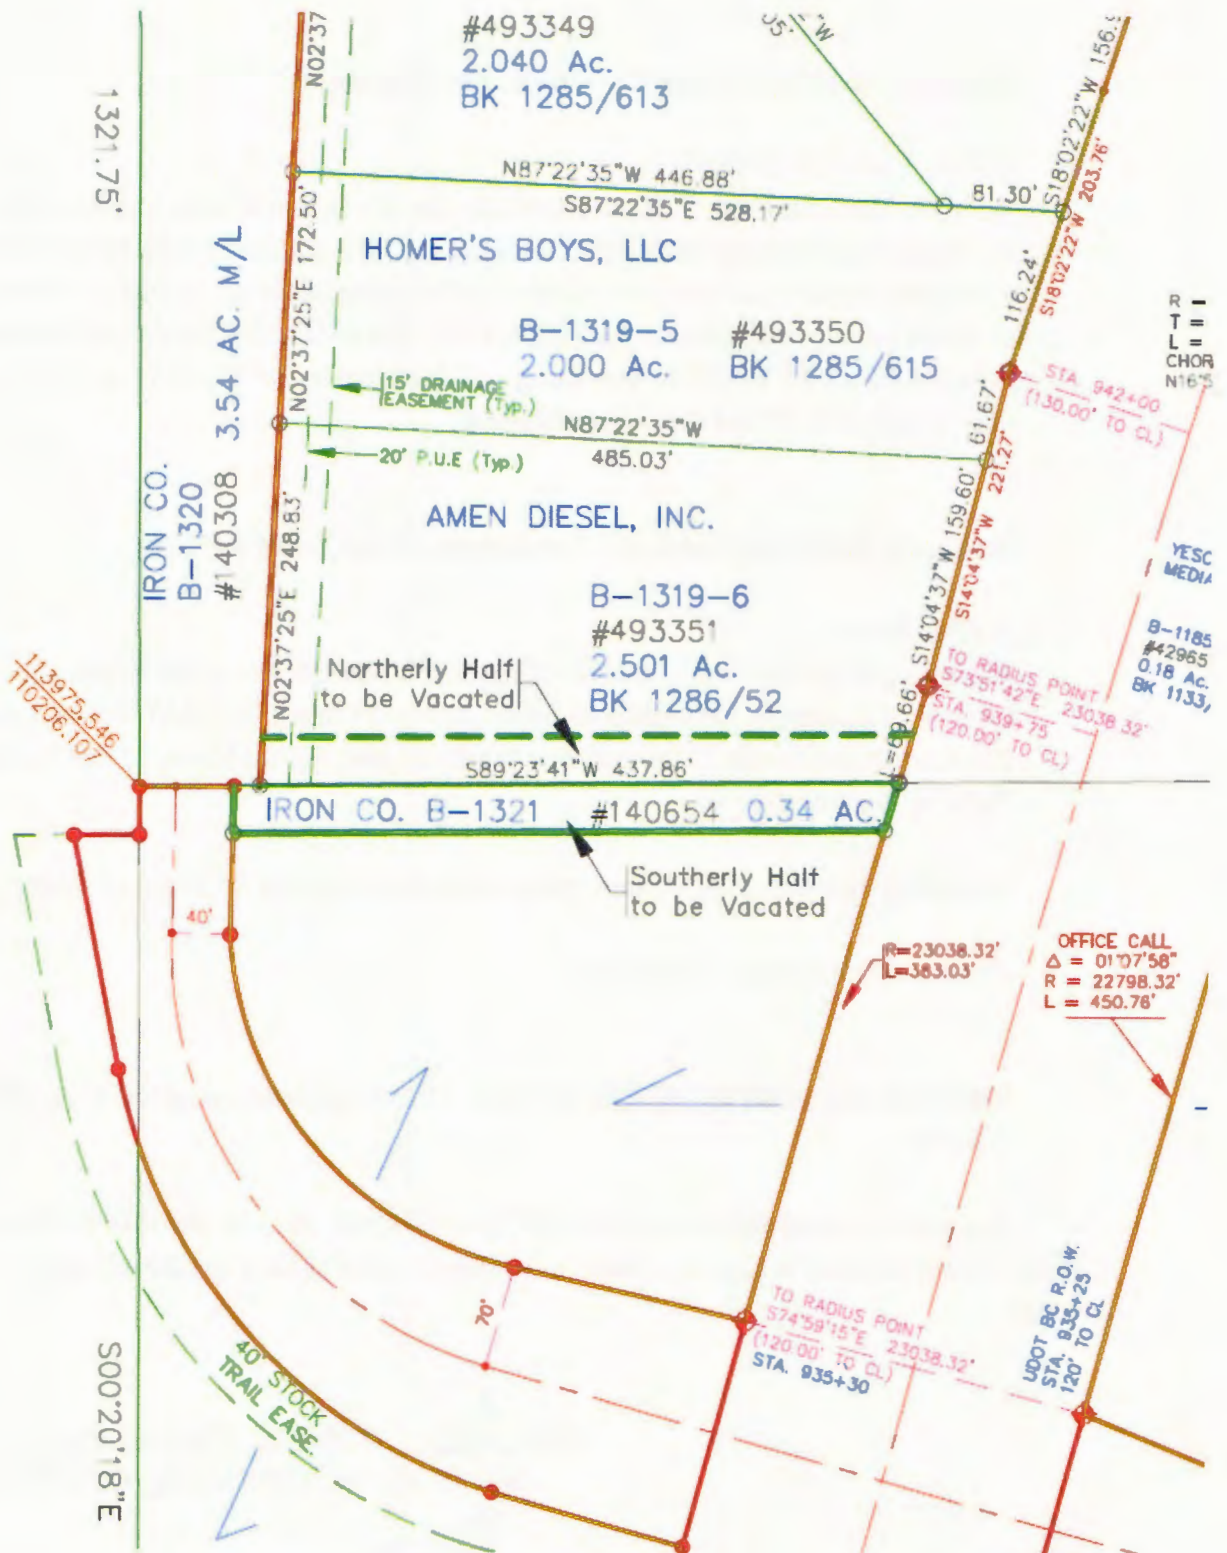 #493349
2.040 Ac.
BK 1285/613
N02°37'
05'
"W
S18°02'22"W 156.9
1321.75'
N87°22'35"W 446.88'
S87°22'35"E 528.17'
81.30'
S18°02'22"W 203.76'
116.24'
N02°37'25"E 172.50'
HOMER'S BOYS, LLC
B-1319-5 #493350
2.000 Ac. BK 1285/615
R =
T =
L =
CHOR
N16°5
3.54 AC. M/L
IRON CO.
B-1320
#140308
15' DRAINAGE
EASEMENT (Typ.)
STA. 942+00
(130.00' TO CL)
N87°22'35"W
485.03'
61.67'
S14°04'37"W 221.27'
20' P.U.E (Typ.)
AMEN DIESEL, INC.
S14°04'37"W 159.60'
N02°37'25"E 248.83'
YESC
MEDIA
B-1319-6
#493351
2.501 Ac.
BK 1286/52
B-1185
#42965
0.18 Ac.
BK 1133/
Northerly Half
to be Vacated
TO RADIUS POINT
S73°51'42"E 23038.32'
STA. 939+75
(120.00' TO CL)
113975.546
110206.107
L=69.66'
S89°23'41"W 437.86'
IRON CO. B-1321 #140654 0.34 AC.
Southerly Half
to be Vacated
40'
R=23038.32'
L=383.03'
OFFICE CALL
Δ = 01°07'58"
R = 22798.32'
L = 450.76'
70'
TO RADIUS POINT
S74°59'15"E 23038.32'
(120.00' TO CL)
STA. 935+30
UDOT BC R.O.W.
STA. 935+25
120' TO CL
40' STOCK
TRAIL EASE.
S00°20'18"E